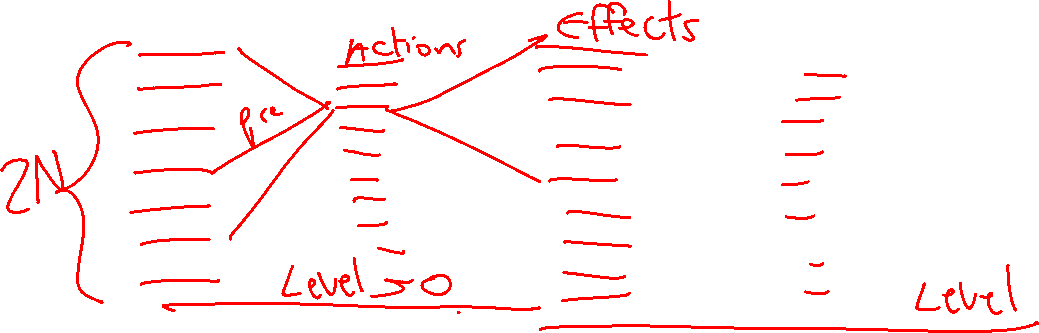 Effects
Actions
pre
2N
Level 0
Level